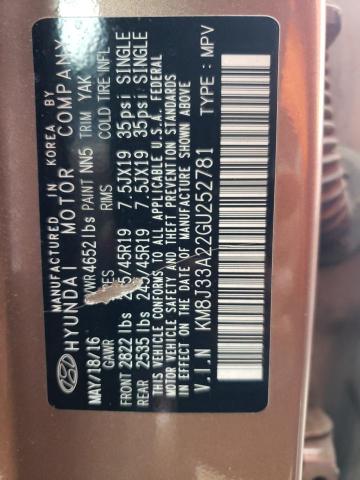 MANUFACTURED IN KOREA BY
HYUNDAI MOTOR COMPANY
MAY/18/16 GVWR 4652 lbs PAINT NN5 TRIM YAK
GAWR RIMS COLD TIRE INFL
FRONT 2822 lbs 245/45R19 7.5JX19 35psi SINGLE
REAR 2535 lbs 245/45R19 7.5JX19 35psi SINGLE
THIS VEHICLE CONFORMS TO ALL APPLICABLE U.S.A. FEDERAL
MOTOR VEHICLE SAFETY AND THEFT PREVENTION STANDARDS
IN EFFECT ON THE DATE OF MANUFACTURE SHOWN ABOVE
V.I.N KM8J33A22GU252781 TYPE : MPV